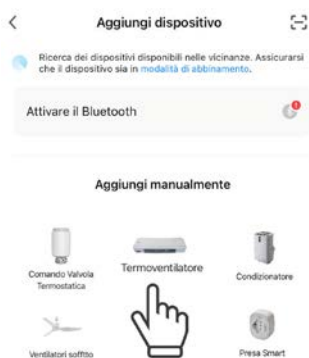 Aggiungi dispositivo
Ricerca dei dispositivi disponibili nelle vicinanze. Assicurarsi
che il dispositivo sia in modalità di abbinamento.
Attivare il Bluetooth
Aggiungi manualmente
Comando Valvola
Termostatica
Termoventilatore
Condizionatore
Ventilatori soffitto
Presa Smart